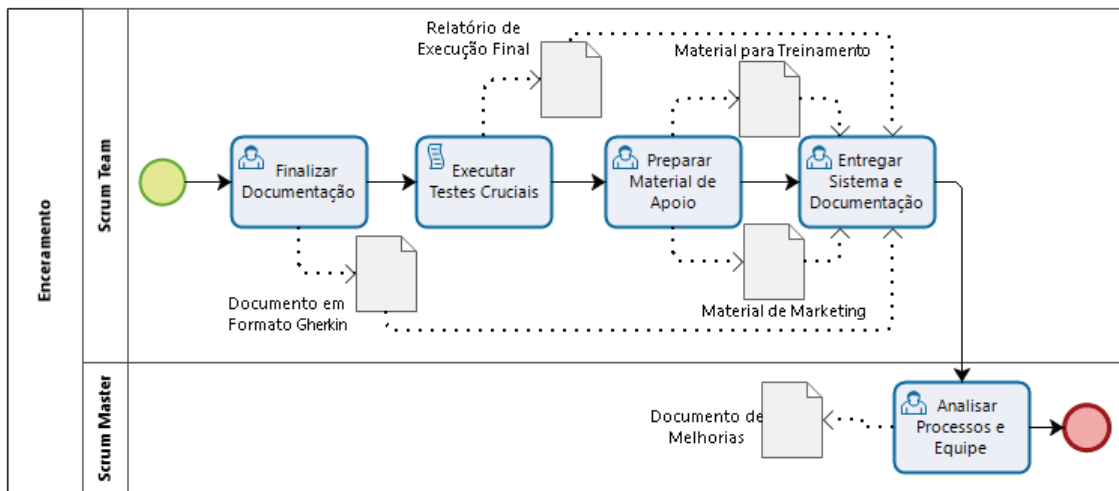 Enceramento
Scrum Team
Relatório de
Execução Final
Material para Treinamento
Finalizar
Documentação
Executar
Testes Cruciais
Preparar
Material de
Apoio
Entregar
Sistema e
Documentação
Documento em
Formato Gherkin
Material de Marketing
Scrum Master
Documento de
Melhorias
Analisar
Processos e
Equipe